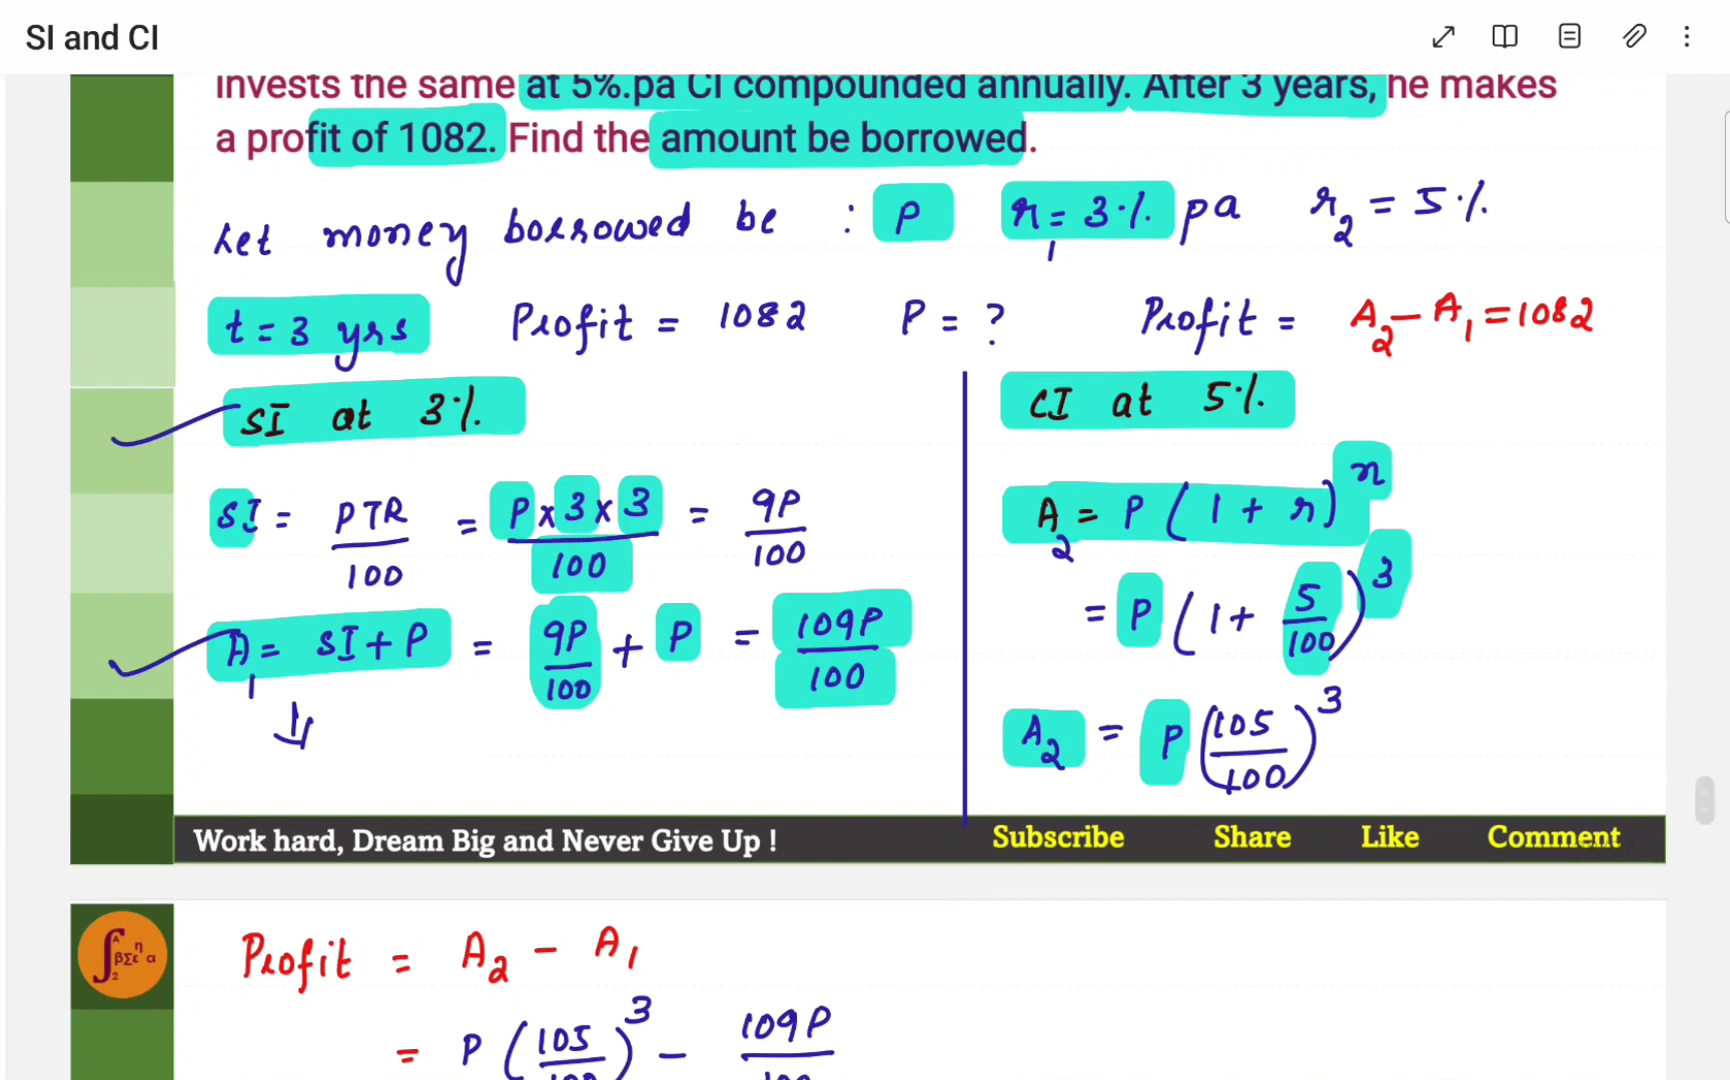 SI and CI
invests the same at 5%.pa CI compounded annually. After 3 years, he makes
a profit of 1082. Find the amount be borrowed.
Let money borrowed be : P r₁ = 3% pa r₂ = 5%
t = 3 yrs Profit = 1082 P = ? Profit = A₂ - A₁ = 1082
SI at 3%
SI = PTR/100 = P x 3 x 3/100 = 9P/100
A₁ = SI + P = 9P/100 + P = 109P/100
CI at 5%
A₂ = P (1 + r)ⁿ
= P (1 + 5/100)³
A₂ = P (105/100)³
Work hard, Dream Big and Never Give Up ! Subscribe Share Like Comment
Profit = A₂ - A₁
= P (105/100)³ - 109P/100